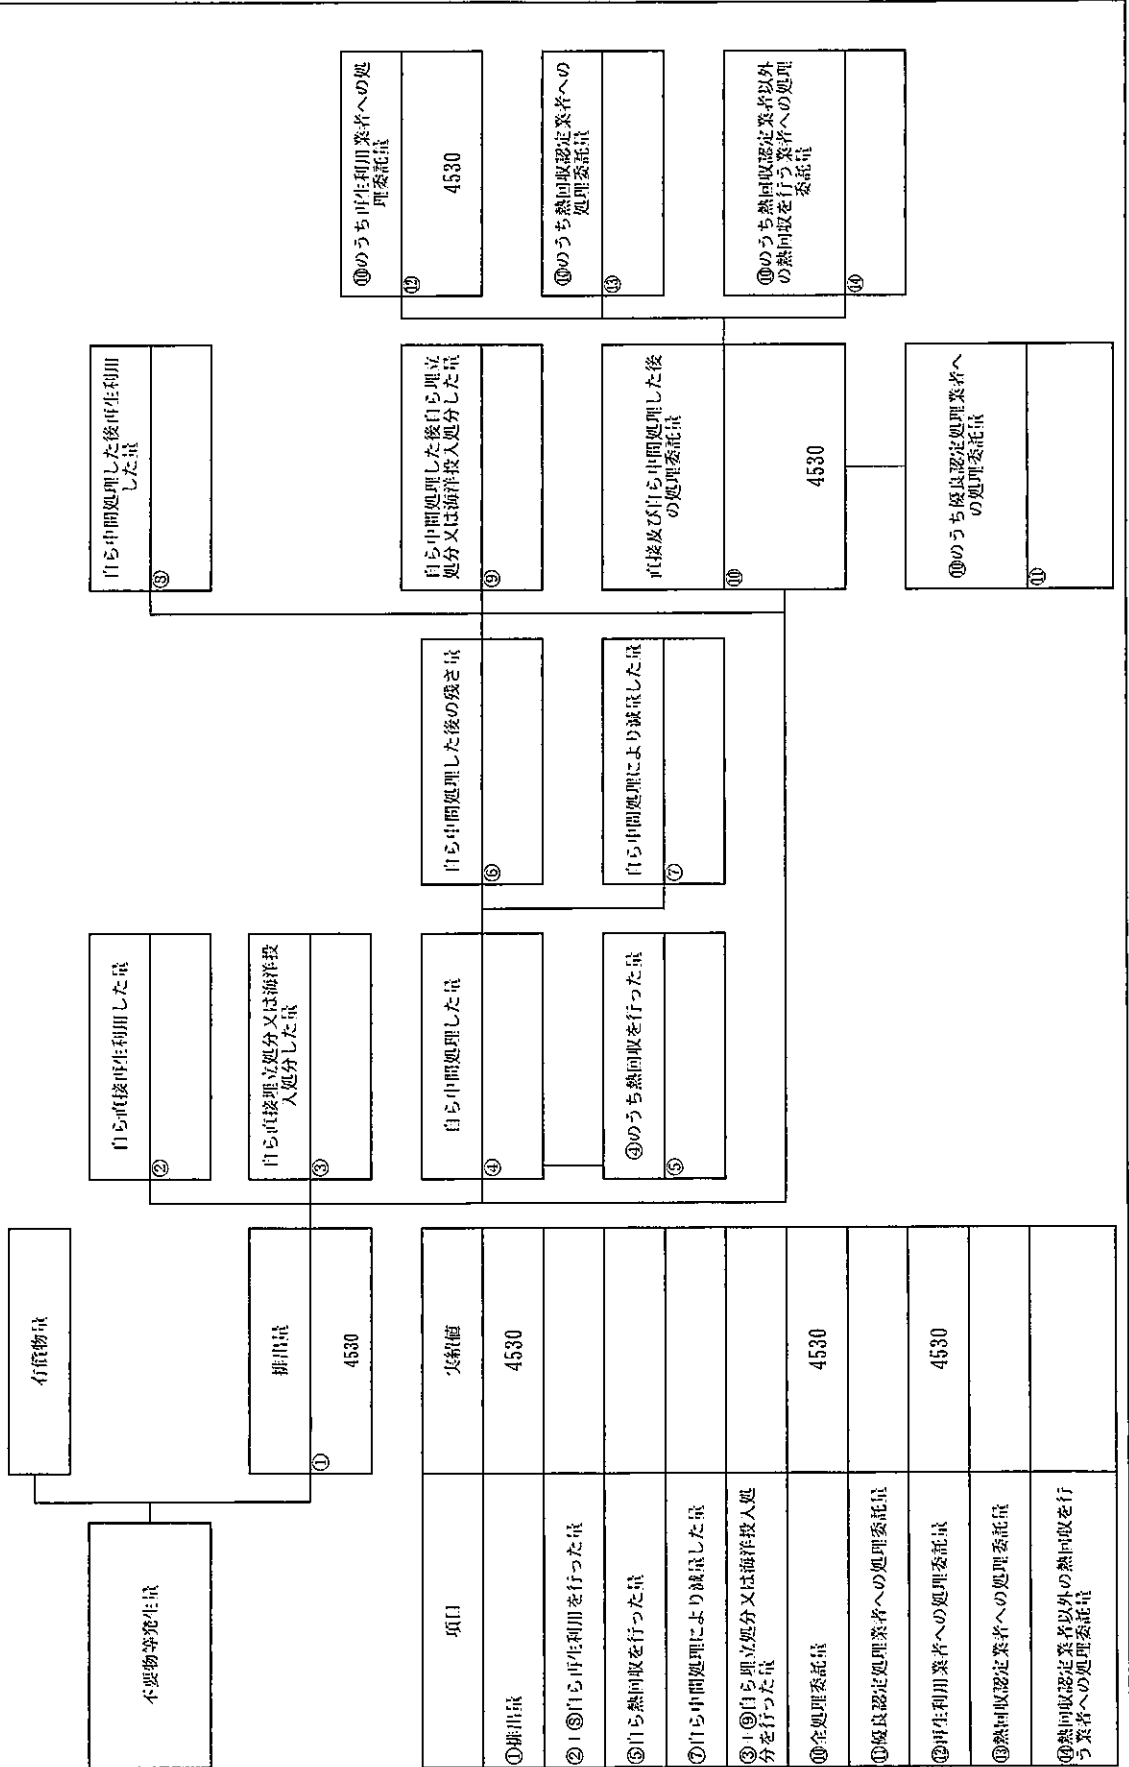 不要物等発生量
有償物量
排出量
①
4530
自ら直接再生利用した量
②
自ら直接埋立処分又は海洋投
入処分した量
③
自ら中間処理した量
④
④のうち熱回収を行った量
⑤
自ら中間処理した後の残さ量
⑥
自ら中間処理により減量した量
⑦
自ら中間処理した後再生利用
した量
⑧
自ら中間処理した後自ら埋立
処分又は海洋投入処分した量
⑨
直接及び自ら中間処理した後
の処理委託量
⑩
4530
⑩のうち優良認定処理業者へ
の処理委託量
⑪
⑩のうち再生利用業者への処
理委託量
⑫
4530
⑩のうち熱回収認定業者への
処理委託量
⑬
⑩のうち熱回収認定業者以外
の熱回収を行う業者への処理
委託量
⑭
項目 実績値
①排出量 4530
②+⑧自ら再生利用を行った量
⑤自ら熱回収を行った量
⑦自ら中間処理により減量した量
③+⑨自ら埋立処分又は海洋投入処
分を行った量
⑩全処理委託量 4530
⑪優良認定処理業者への処理委託量
⑫再生利用業者への処理委託量 4530
⑬熱回収認定業者への処理委託量
⑭熱回収認定業者以外の熱回収を行
う業者への処理委託量